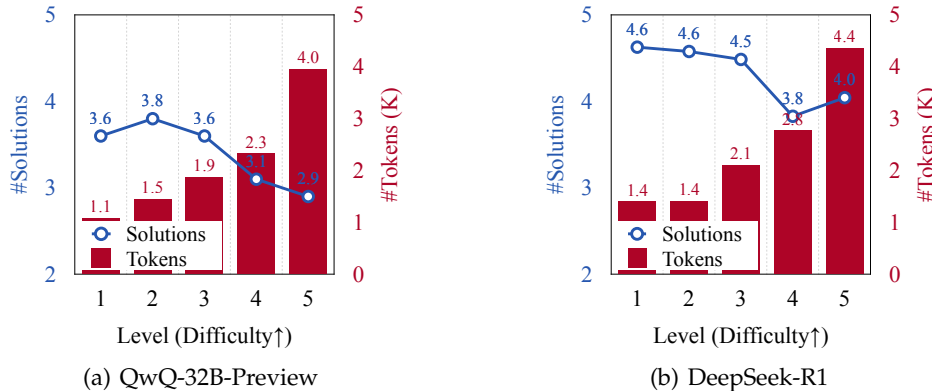 5
4
3
2
#Solutions
3.6
3.8
3.6
3.1
2.9
1.1
1.5
1.9
2.3
4.0
Solutions
Tokens
5
4
3
2
1
0
#Tokens (K)
1 2 3 4 5
Level (Difficulty↑)
(a) QwQ-32B-Preview
5
4
3
2
#Solutions
4.6
4.6
4.5
3.8
4.0
1.4
1.4
2.1
2.8
4.4
Solutions
Tokens
5
4
3
2
1
0
#Tokens (K)
1 2 3 4 5
Level (Difficulty↑)
(b) DeepSeek-R1